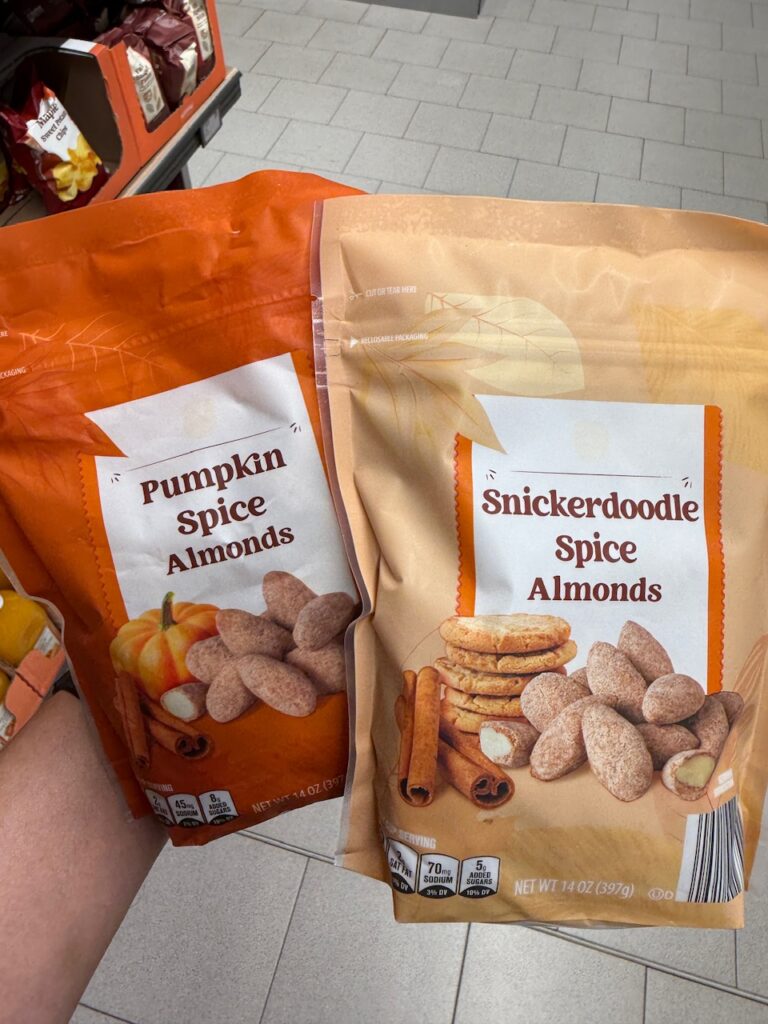 Maple
Sweet Potato
Chips
Pumpkin
Spice
Almonds
45mg
SODIUM
8g
ADDED
SUGARS
NET WT 14 OZ (397
CUT OR TEAR HERE
RECLOSABLE PACKAGING
Snickerdoodle
Spice
Almonds
SERVING
SAT FAT
70mg
SODIUM
3% DV
5g
ADDED
SUGARS
10% DV
NET WT 14 OZ (397g)